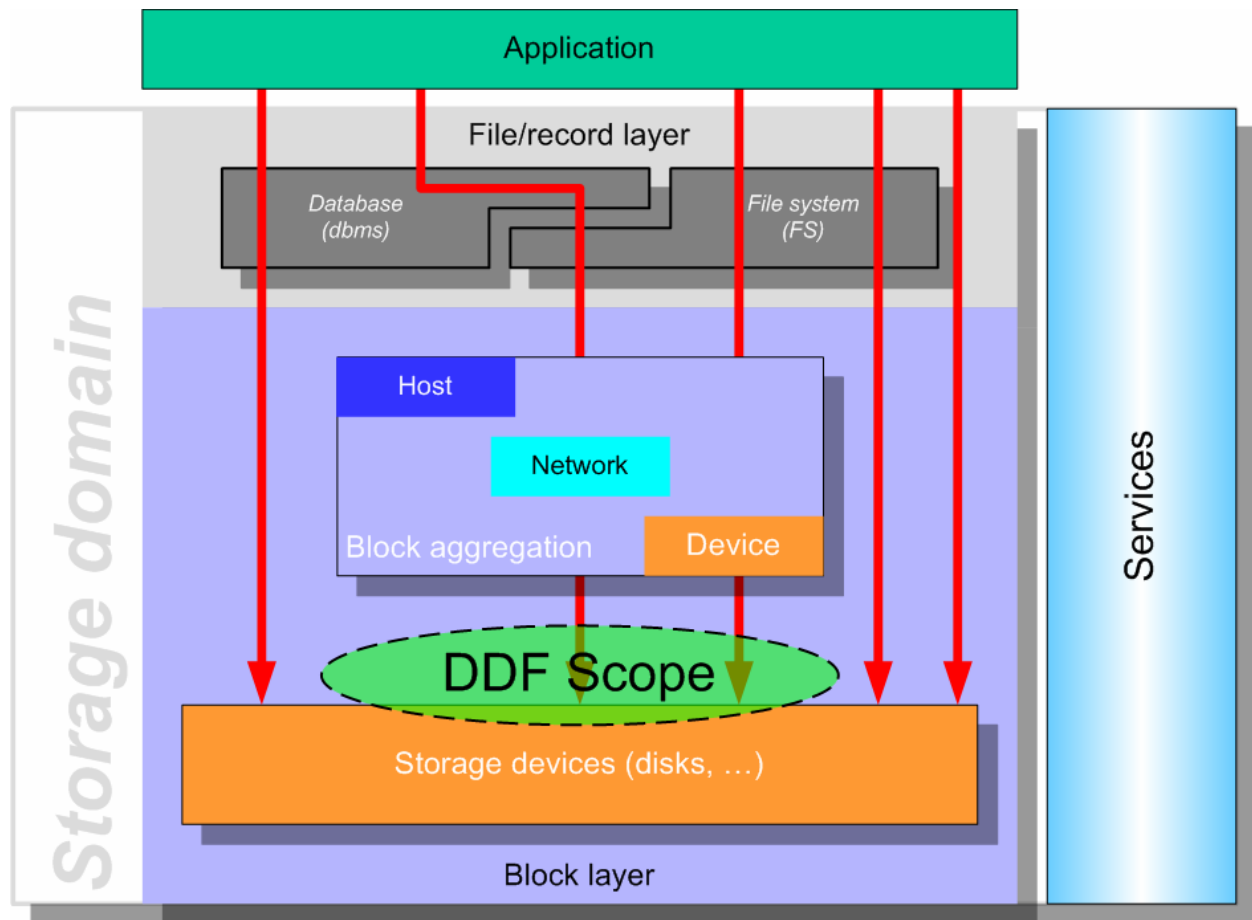 Application
File/record layer
Database
(dbms)
File system
(FS)
Storage domain
Host
Network
Block aggregation
Device
Services
DDF Scope
Storage devices (disks, …)
Block layer